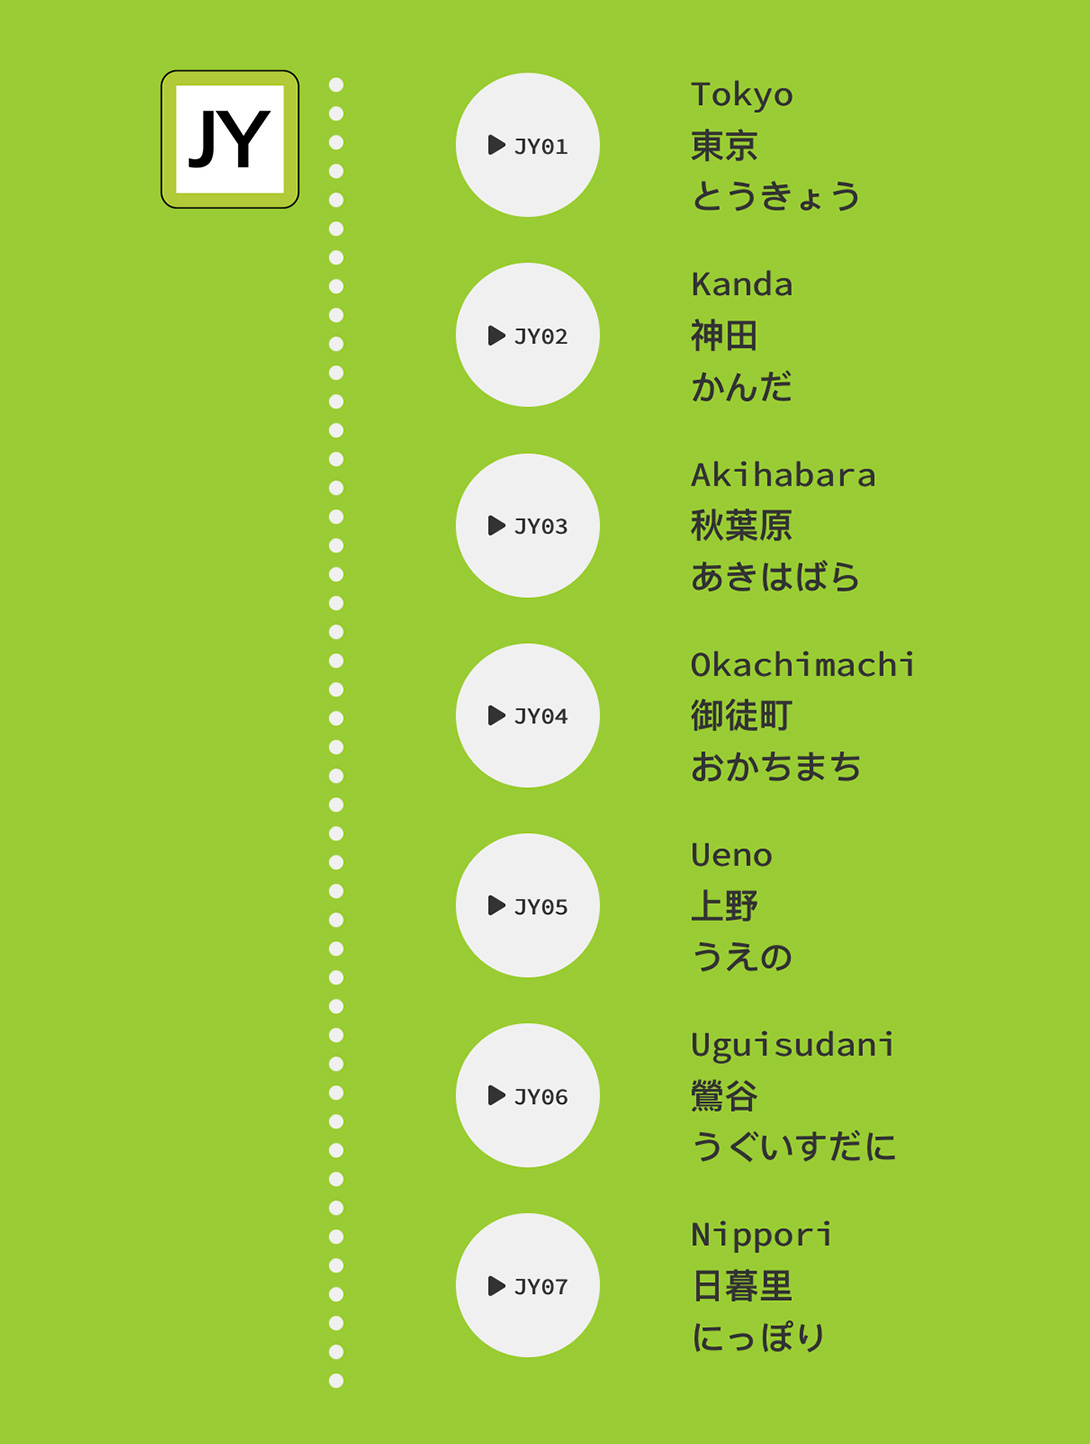 JY
JY01
Tokyo
東京
とうきょう
JY02
Kanda
神田
かんだ
JY03
Akihabara
秋葉原
あきはばら
JY04
Okachimachi
御徒町
おかちまち
JY05
Ueno
上野
うえの
JY06
Uguisudani
鶯谷
うぐいすだに
JY07
Nippori
日暮里
にっぽり